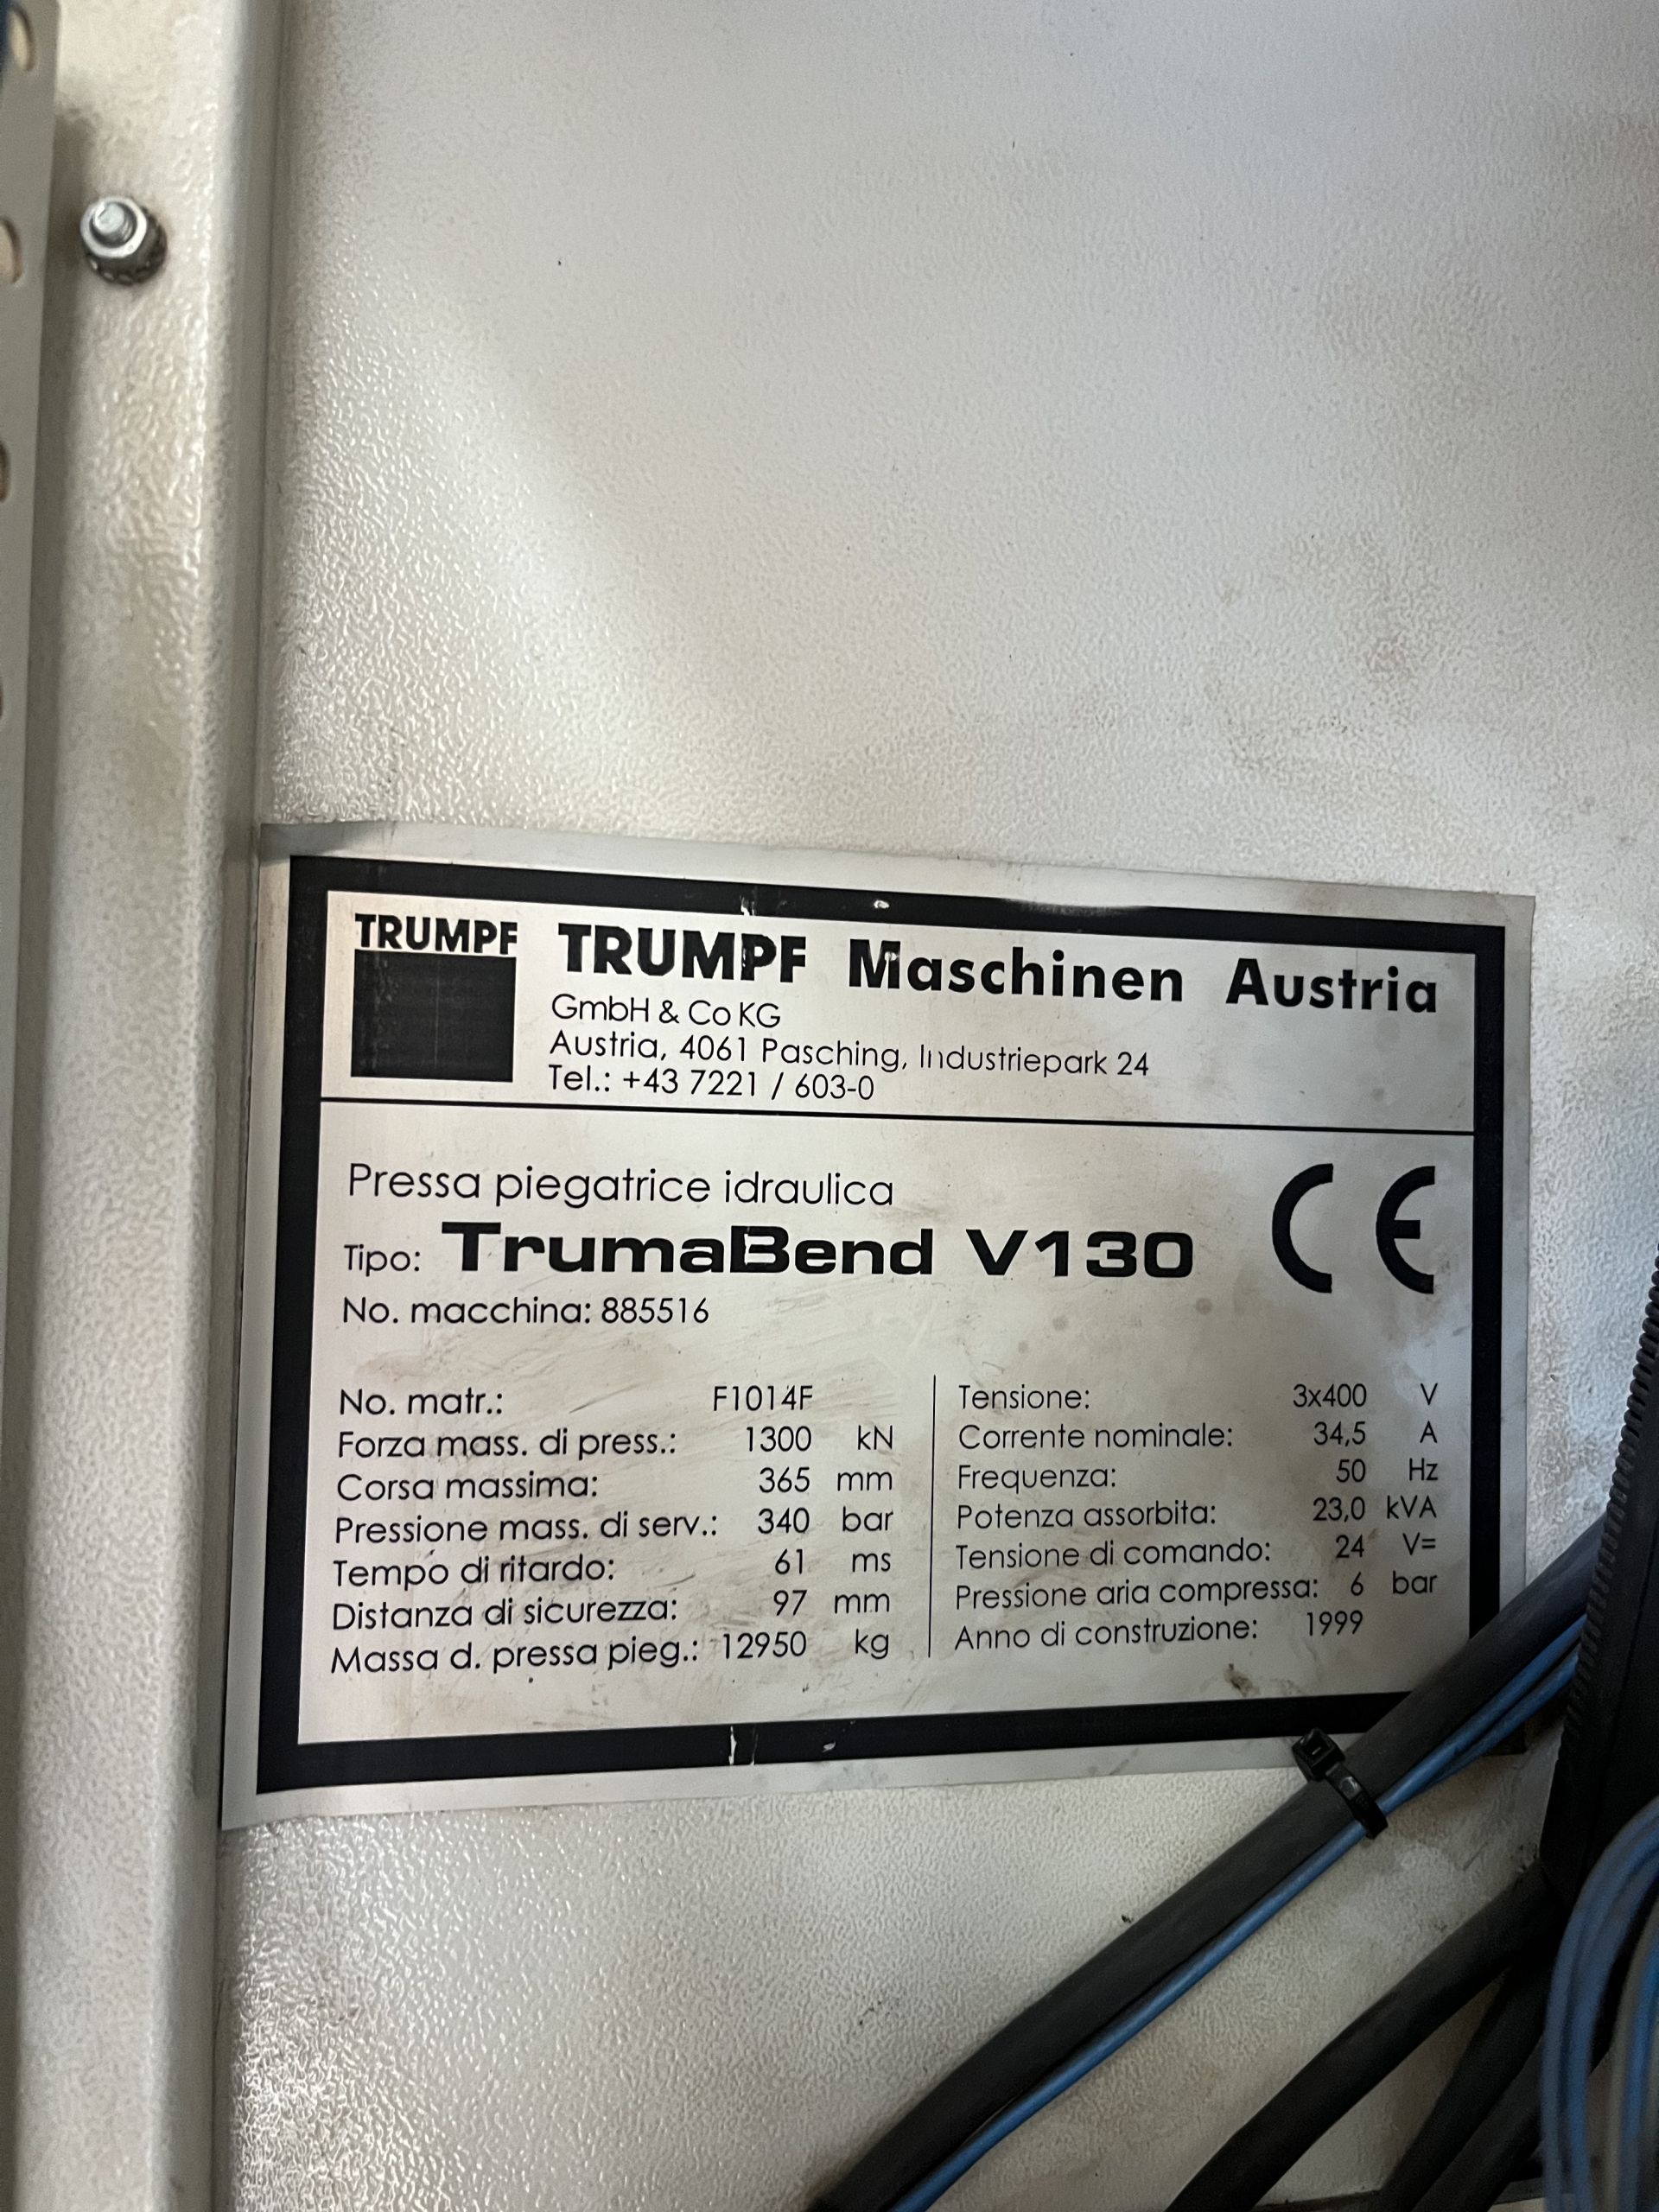 TRUMPF
TRUMPF Maschinen Austria
GmbH & Co KG
Austria, 4061 Pasching, Industriepark 24
Tel.: +43 7221 / 603-0
Pressa piegatrice idraulica
Tipo: TrumaBend V130
CE
No. macchina: 885516
No. matr.: F1014F
Forza mass. di press.: 1300 kN
Corsa massima: 365 mm
Pressione mass. di serv.: 340 bar
Tempo di ritardo: 61 ms
Distanza di sicurezza: 97 mm
Massa d. pressa pieg.: 12950 kg
Tensione: 3x400 V
Corrente nominale: 34,5 A
Frequenza: 50 Hz
Potenza assorbita: 23,0 kVA
Tensione di comando: 24 V=
Pressione aria compressa: 6 bar
Anno di construzione: 1999